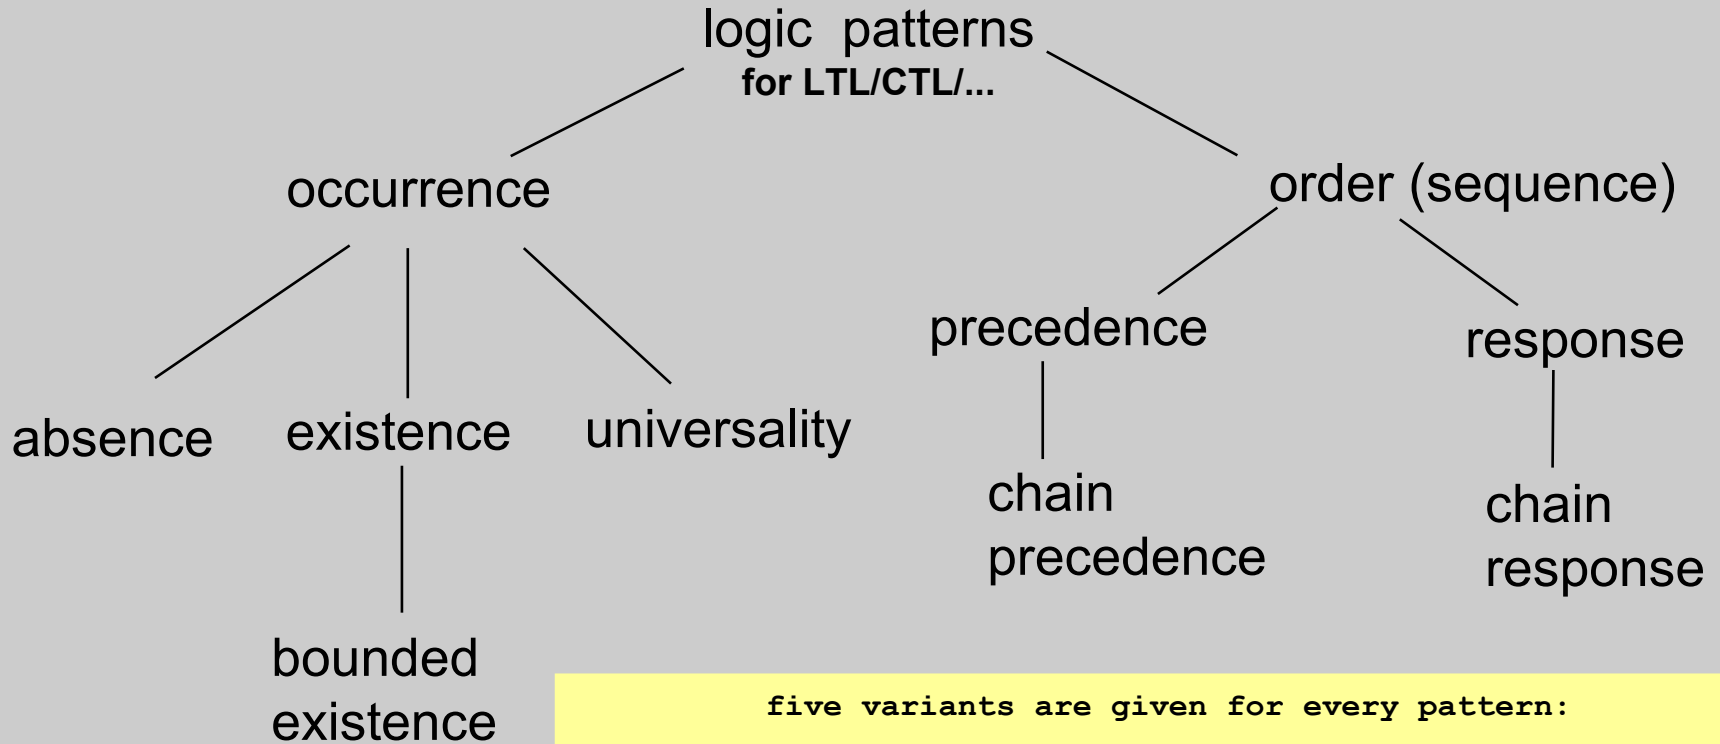 logic patterns
for LTL/CTL/...
occurrence
order (sequence)
precedence
response
absence
existence
universality
chain
precedence
chain
response
bounded
existence
five variants are given for every pattern: